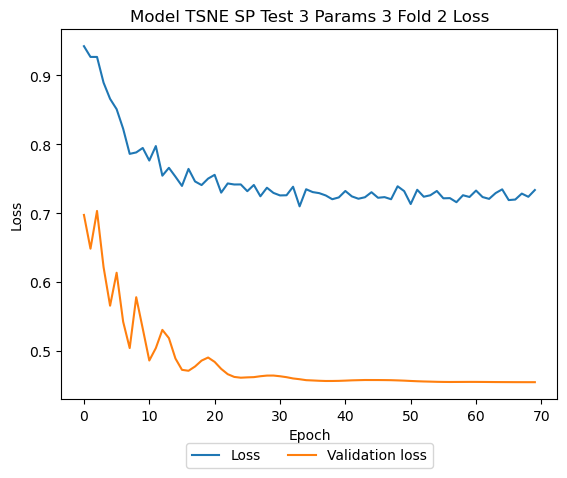 Model TSNE SP Test 3 Params 3 Fold 2 Loss
Loss
0.9
0.8
0.7
0.6
0.5
0 10 20 30 40 50 60 70
Epoch
Loss Validation loss